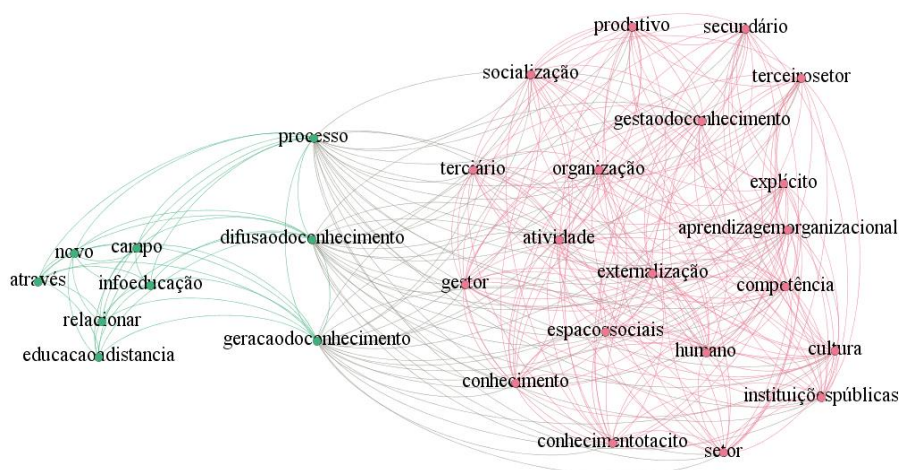 produtivo
secundário
socialização
terceirosetor
gestaodoconhecimento
processo
terciário
organização
explícito
aprendizagemorganizacional
difusaodoconhecimento
atividade
novo
campo
através
infoeducação
gestor
externalização
competência
relacionar
geracaodoconhecimento
espacossociais
educacaoadistancia
humano
cultura
conhecimento
instituiçõespúblicas
conhecimentotacito
setor